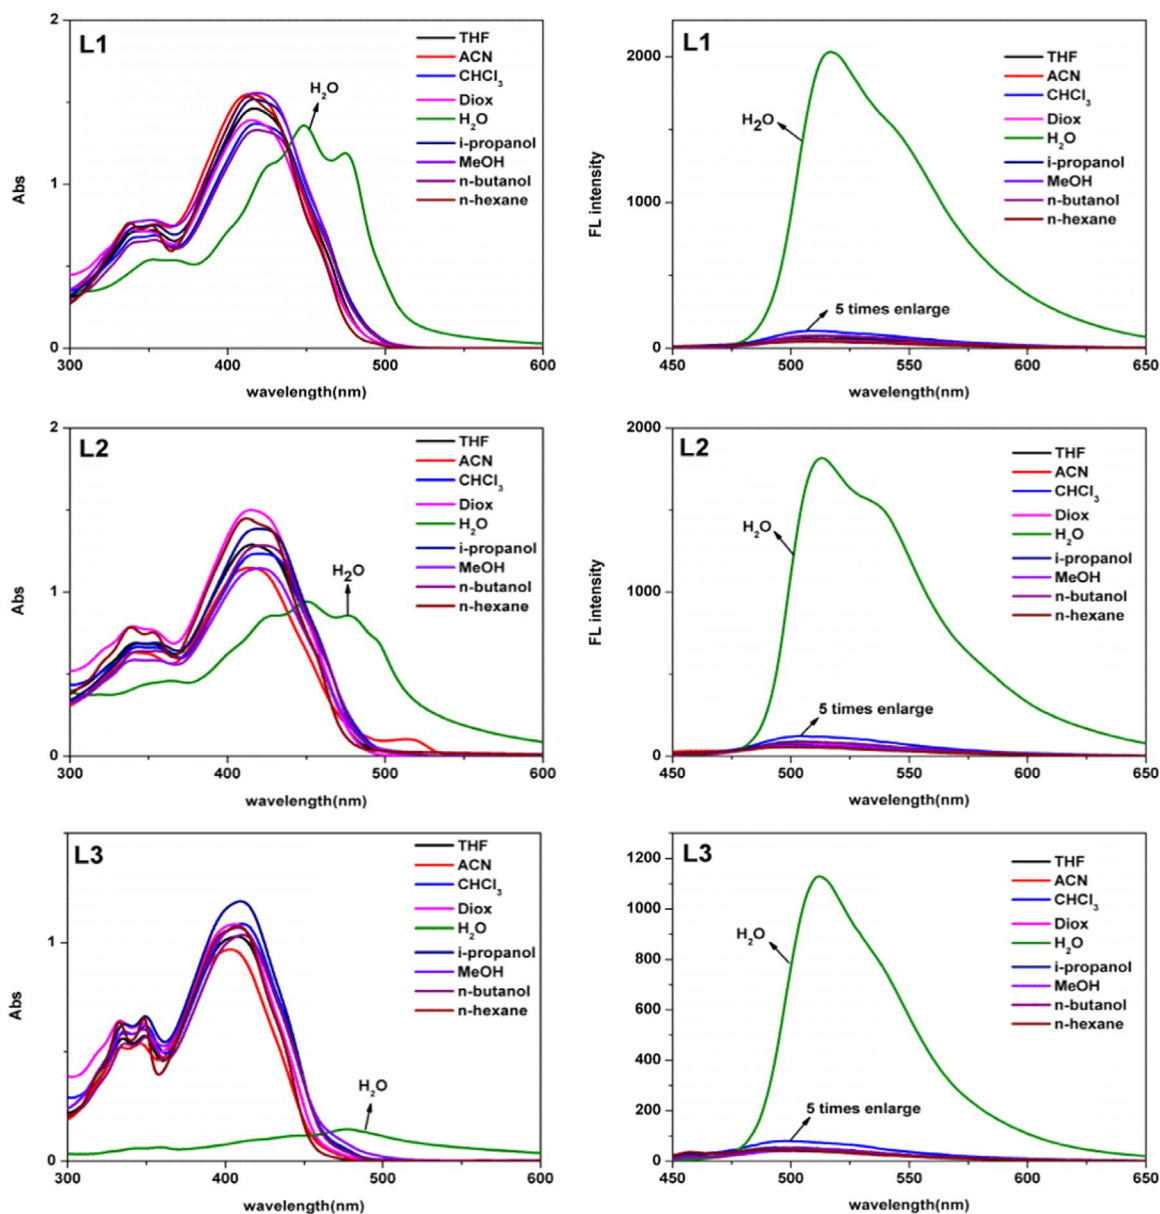 L1
THF
ACN
CHCl₃
Diox
H₂O
i-propanol
MeOH
n-butanol
n-hexane
H₂O
2
1
0
Abs
300
400
500
600
wavelength(nm)
L1
THF
ACN
CHCl₃
Diox
H₂O
i-propanol
MeOH
n-butanol
n-hexane
H₂O
5 times enlarge
2000
1000
0
FL intensity
450
500
550
600
650
wavelength(nm)
L2
THF
ACN
CHCl₃
Diox
H₂O
i-propanol
MeOH
n-butanol
n-hexane
H₂O
2
1
0
Abs
300
400
500
600
wavelength(nm)
L2
THF
ACN
CHCl₃
Diox
H₂O
i-propanol
MeOH
n-butanol
n-hexane
H₂O
5 times enlarge
2000
1000
0
FL intensity
450
500
550
600
650
wavelength(nm)
L3
THF
ACN
CHCl₃
Diox
H₂O
i-propanol
MeOH
n-butanol
n-hexane
H₂O
1
0
Abs
300
400
500
600
wavelength(nm)
L3
THF
ACN
CHCl₃
Diox
H₂O
i-propanol
MeOH
n-butanol
n-hexane
H₂O
5 times enlarge
1200
1000
800
600
400
200
0
FL intensity
450
500
550
600
650
wavelength(nm)